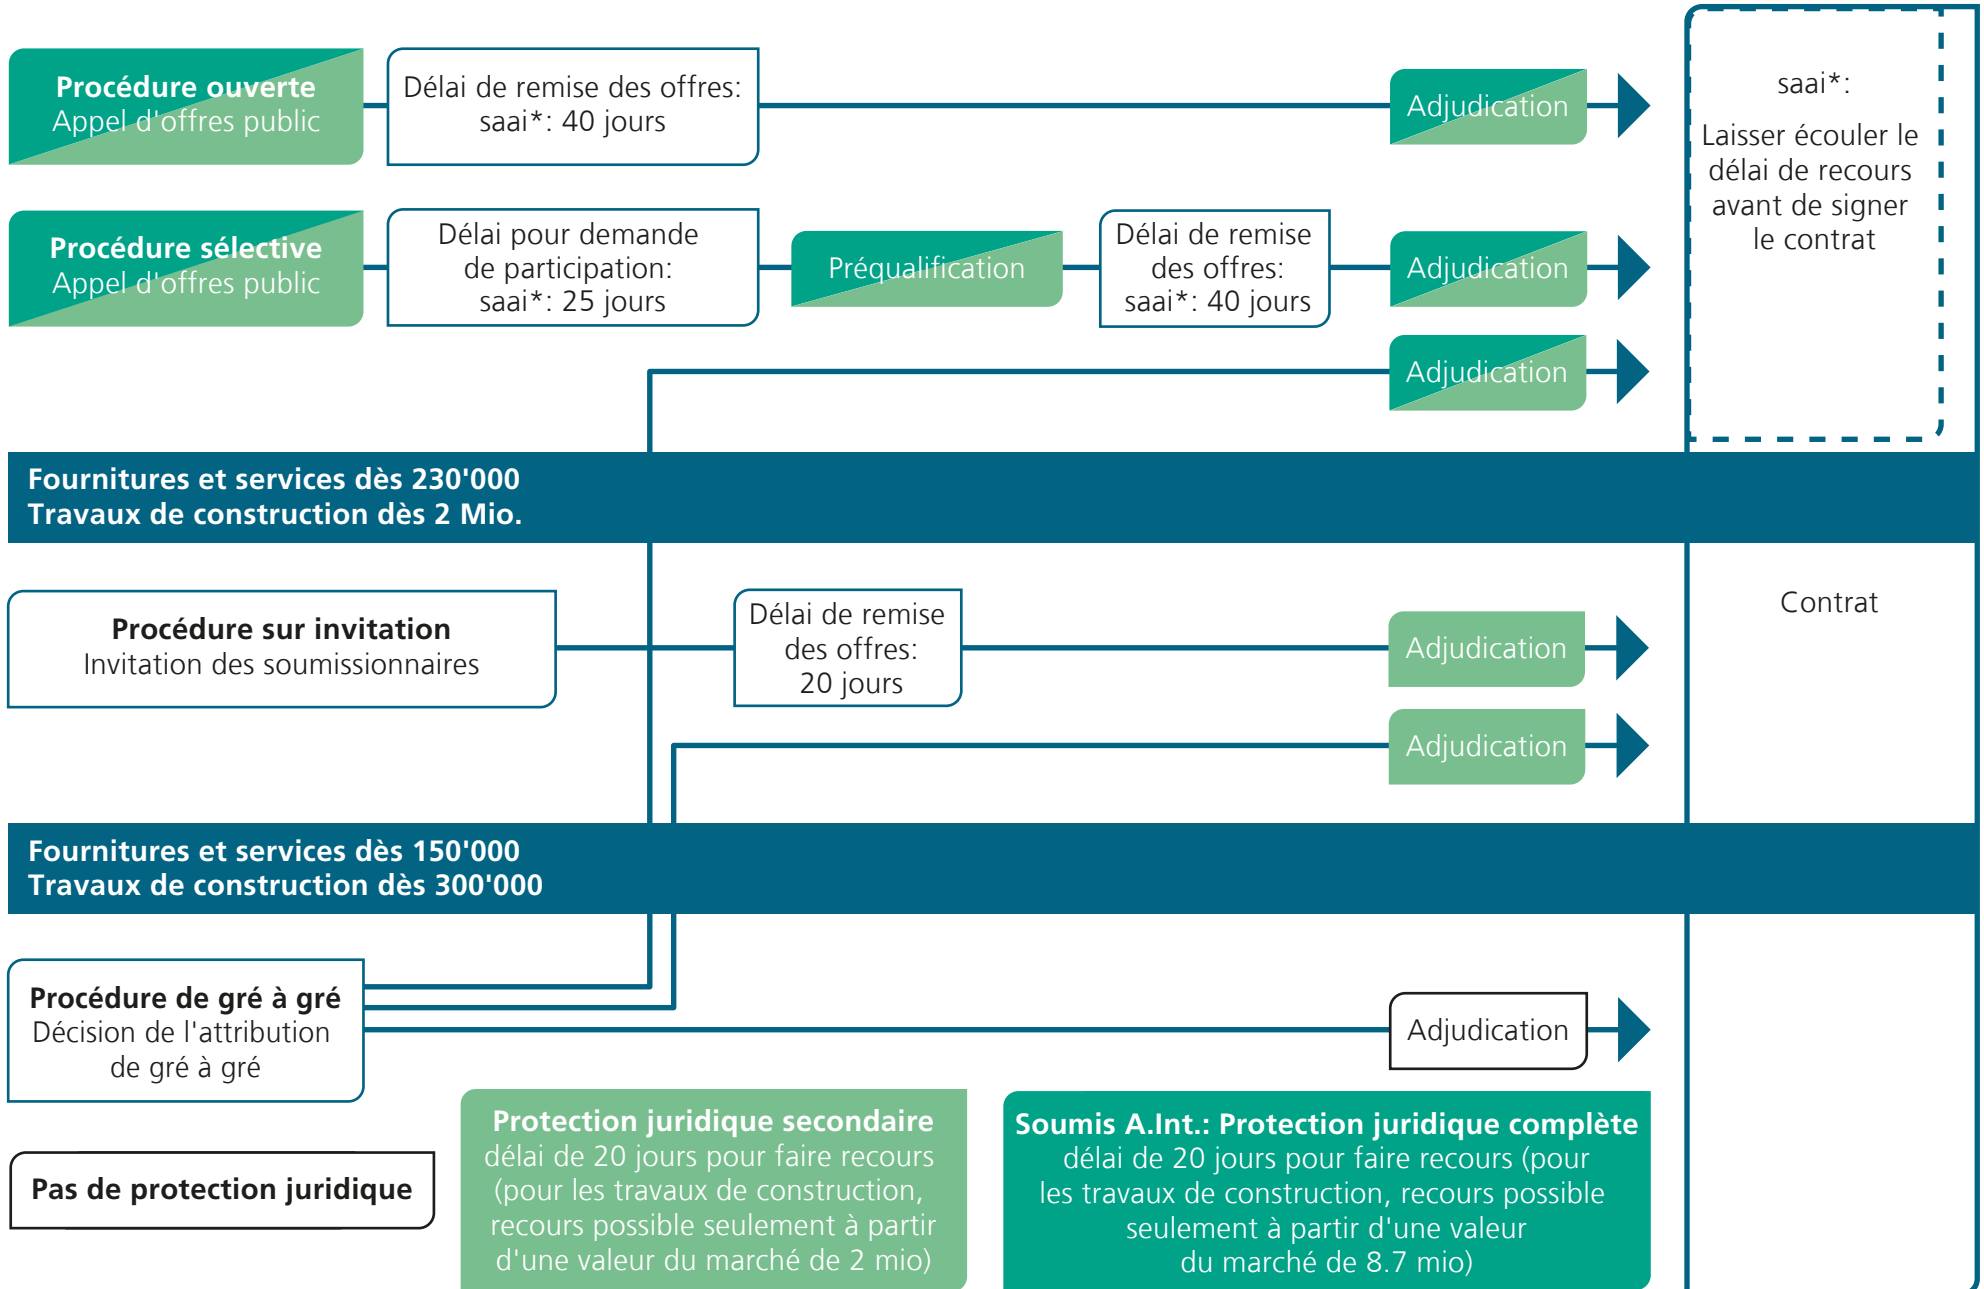 Procédure ouverte
Appel d'offres public
Délai de remise des offres:
saai*: 40 jours
Adjudication
saai*:
Laisser écouler le
délai de recours
avant de signer
le contrat
Procédure sélective
Appel d'offres public
Délai pour demande
de participation:
saai*: 25 jours
Préqualification
Délai de remise
des offres:
saai*: 40 jours
Adjudication
Adjudication
Fournitures et services dès 230'000
Travaux de construction dès 2 Mio.
Procédure sur invitation
Invitation des soumissionnaires
Délai de remise
des offres:
20 jours
Adjudication
Contrat
Adjudication
Fournitures et services dès 150'000
Travaux de construction dès 300'000
Procédure de gré à gré
Décision de l'attribution
de gré à gré
Adjudication
Pas de protection juridique
Protection juridique secondaire
délai de 20 jours pour faire recours
(pour les travaux de construction,
recours possible seulement à partir
d'une valeur du marché de 2 mio)
Soumis A.Int.: Protection juridique complète
délai de 20 jours pour faire recours (pour
les travaux de construction, recours possible
seulement à partir d'une valeur
du marché de 8.7 mio)